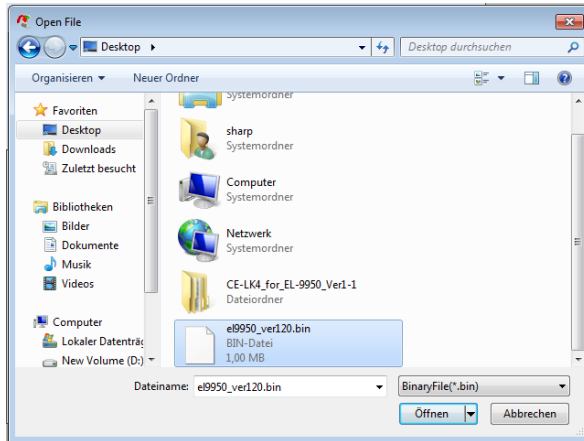 Open File
Desktop
Desktop durchsuchen
Organisieren
Neuer Ordner
Favoriten
Desktop
Downloads
Zuletzt besucht
Bibliotheken
Bilder
Dokumente
Musik
Videos
Computer
Lokaler Datenträg
New Volume (D:)
Systemordner
sharp
Systemordner
Computer
Systemordner
Netzwerk
Systemordner
CE-LK4_for_EL-9950_Ver1-1
Dateiordner
el9950_ver120.bin
BIN-Datei
1,00 MB
Dateiname: el9950_ver120.bin
BinaryFile(*.bin)
Öffnen
Abbrechen